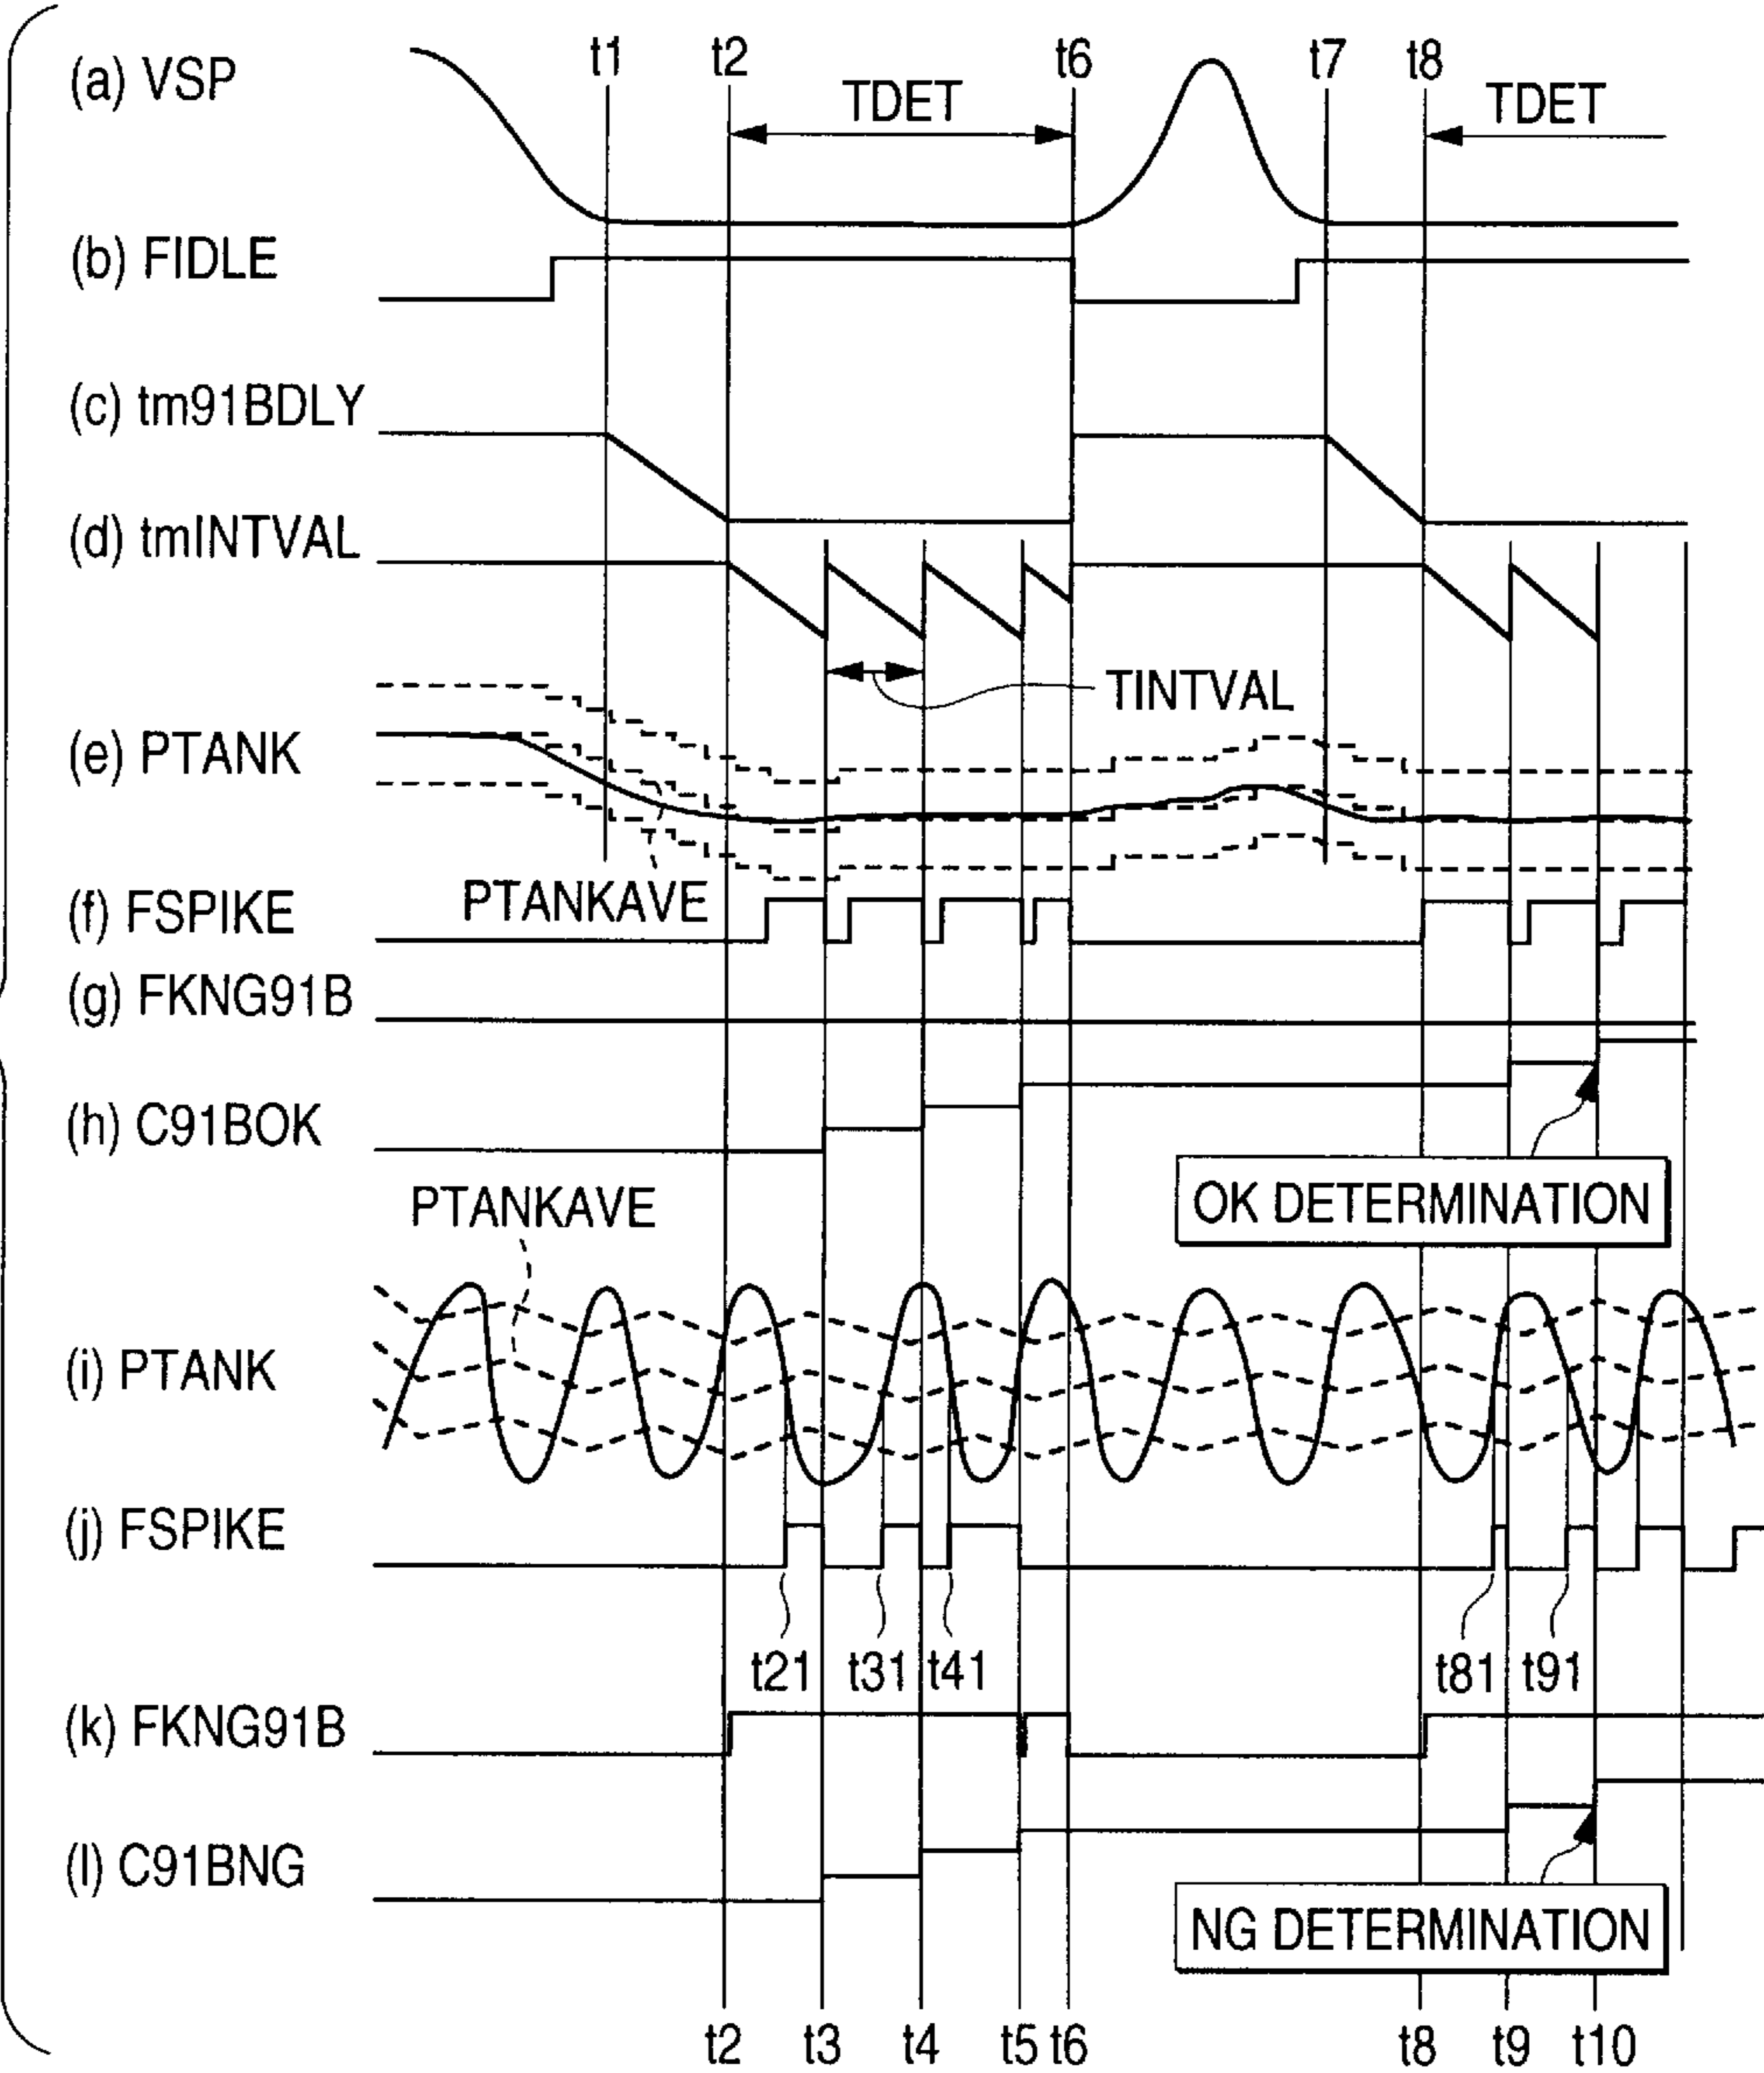 (a) VSP
t1
t2
t6
t7
t8
TDET
TDET
(b) FIDLE
(c) tm91BDLY
(d) tmINTVAL
TINTVAL
(e) PTANK
PTANKAVE
(f) FSPIKE
(g) FKNG91B
(h) C91BOK
OK DETERMINATION
PTANKAVE
(i) PTANK
(j) FSPIKE
t21
t31
t41
t81
t91
(k) FKNG91B
(l) C91BNG
NG DETERMINATION
t2
t3
t4
t5
t6
t8
t9
t10